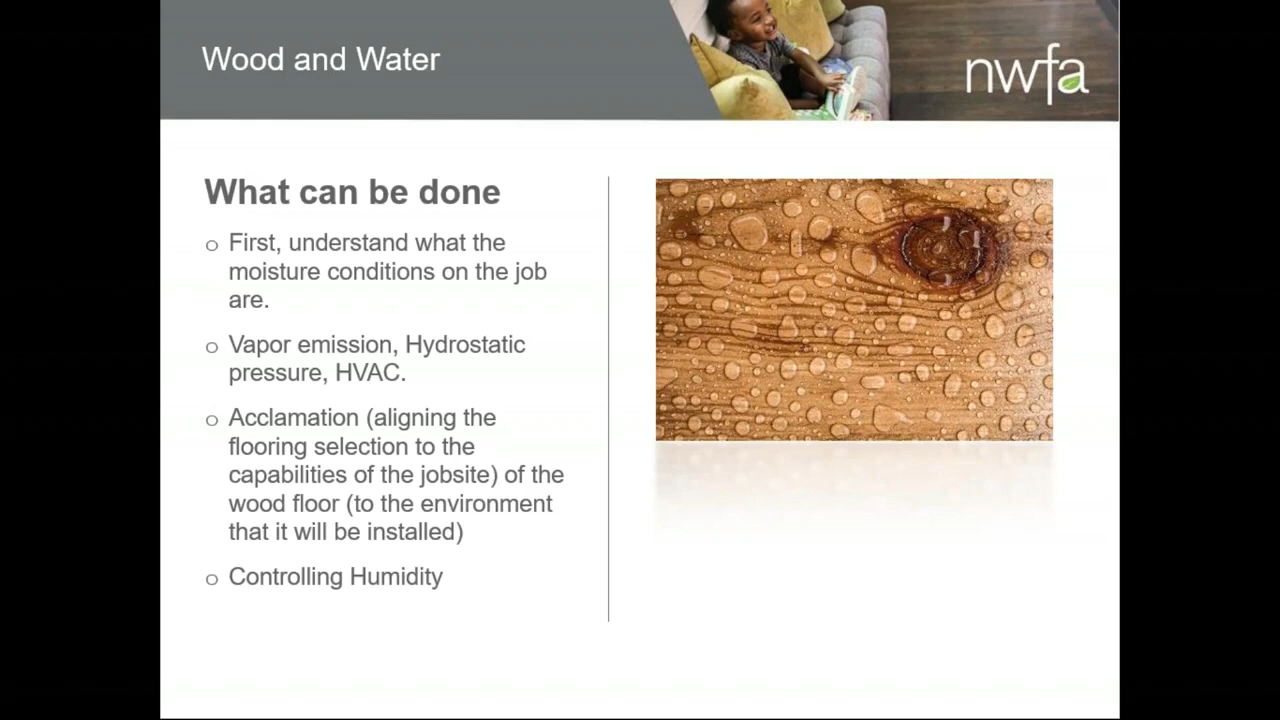 Wood and Water
nwfa
What can be done
o First, understand what the
moisture conditions on the job
are.
o Vapor emission, Hydrostatic
pressure, HVAC.
o Acclamation (aligning the
flooring selection to the
capabilities of the jobsite) of the
wood floor (to the environment
that it will be installed)
o Controlling Humidity